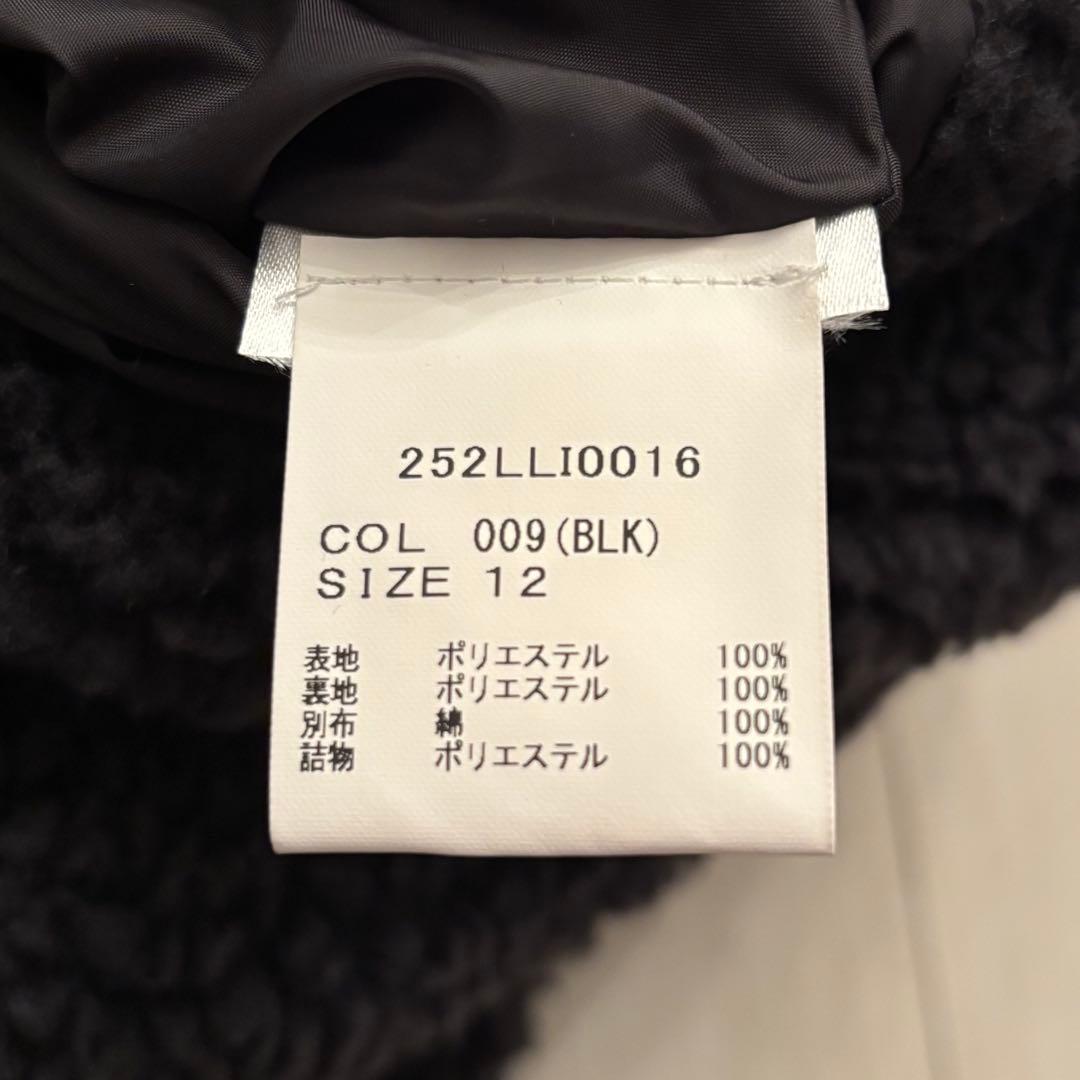 252LLI0016
COL 009(BLK)
SIZE 12
表地 ポリエステル 100%
裏地 ポリエステル 100%
別布 綿 100%
詰物 ポリエステル 100%